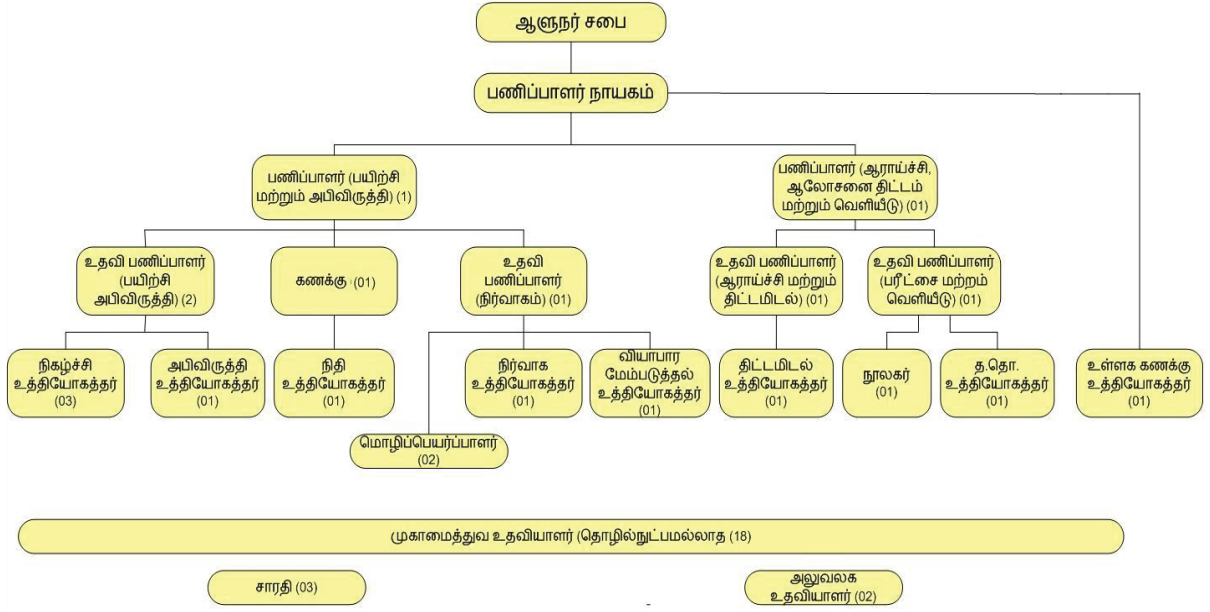 ஆளுநர் சபை
பணிப்பாளர் நாயகம்
பணிப்பாளர் (பயிற்சி
மற்றும் அபிவிருத்தி) (1)
பணிப்பாளர் (ஆராய்ச்சி,
ஆலோசனை திட்டம்
மற்றும் வெளியீடு) (01)
உதவி பணிப்பாளர்
(பயிற்சி
அபிவிருத்தி) (2)
கணக்கு (01)
உதவி
பணிப்பாளர்
(நிர்வாகம்) (01)
உதவி பணிப்பாளர்
(ஆராய்ச்சி மற்றும்
திட்டமிடல்) (01)
உதவி பணிப்பாளர்
(பரீட்சை மற்றம்
வெளியீடு) (01)
நிகழ்ச்சி
உத்தியோகத்தர்
(03)
அபிவிருத்தி
உத்தியோகத்தர்
(01)
நிதி
உத்தியோகத்தர்
(01)
நிர்வாக
உத்தியோகத்தர்
(01)
வியாபார
மேம்படுத்தல்
உத்தியோகத்தர்
(01)
திட்டமிடல்
உத்தியோகத்தர்
(01)
நூலகர்
(01)
த.தொ.
உத்தியோகத்தர்
(01)
உள்ளக கணக்கு
உத்தியோகத்தர்
(01)
மொழிப்பெயர்ப்பாளர்
(02)
முகாமைத்துவ உதவியாளர் (தொழில்நுட்பமல்லாத (18)
சாரதி (03)
அலுவலக
உதவியாளர் (02)